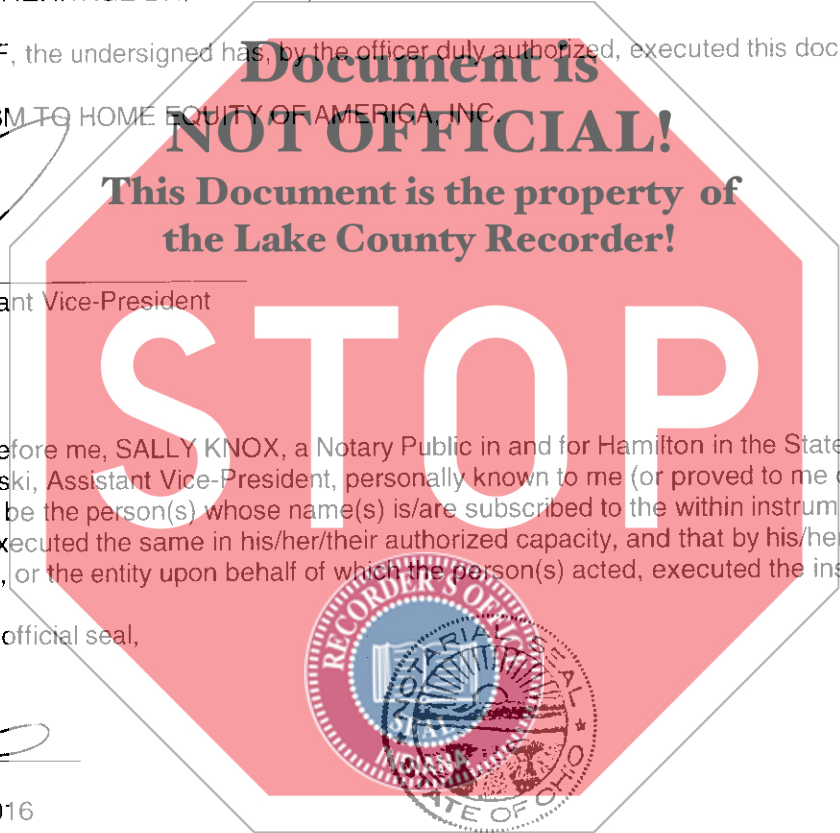 F, the undersigned has, by the officer duly authorized, executed this doc
Document is
SM TO HOME EQUITY OF AMERICA, INC.
NOT OFFICIAL!
This Document is the property of
the Lake County Recorder!
ant Vice-President
STOP
efore me, SALLY KNOX, a Notary Public in and for Hamilton in the State
ski, Assistant Vice-President, personally known to me (or proved to me
be the person(s) whose name(s) is/are subscribed to the within instrum
xecuted the same in his/her/their authorized capacity, and that by his/he
, or the entity upon behalf of which the person(s) acted, executed the ins
RECORDER'S OFFICE
official seal,
NOTARIAL SEAL
SEAL
INDIANA
STATE OF OHIO
016